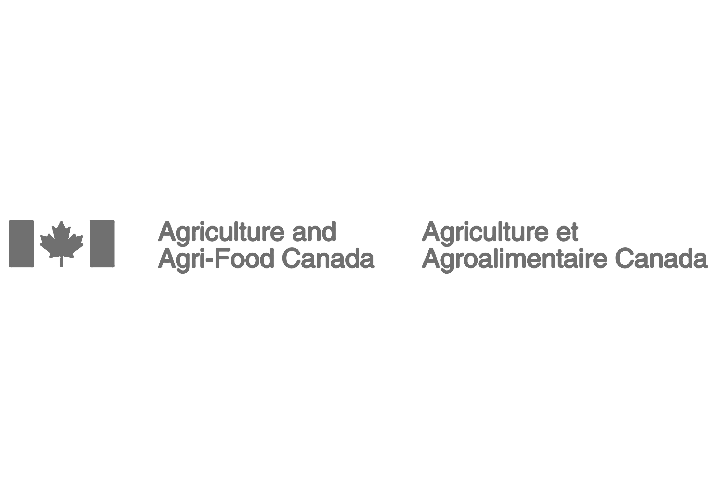 Agriculture and
Agri-Food Canada
Agriculture et
Agroalimentaire Canada